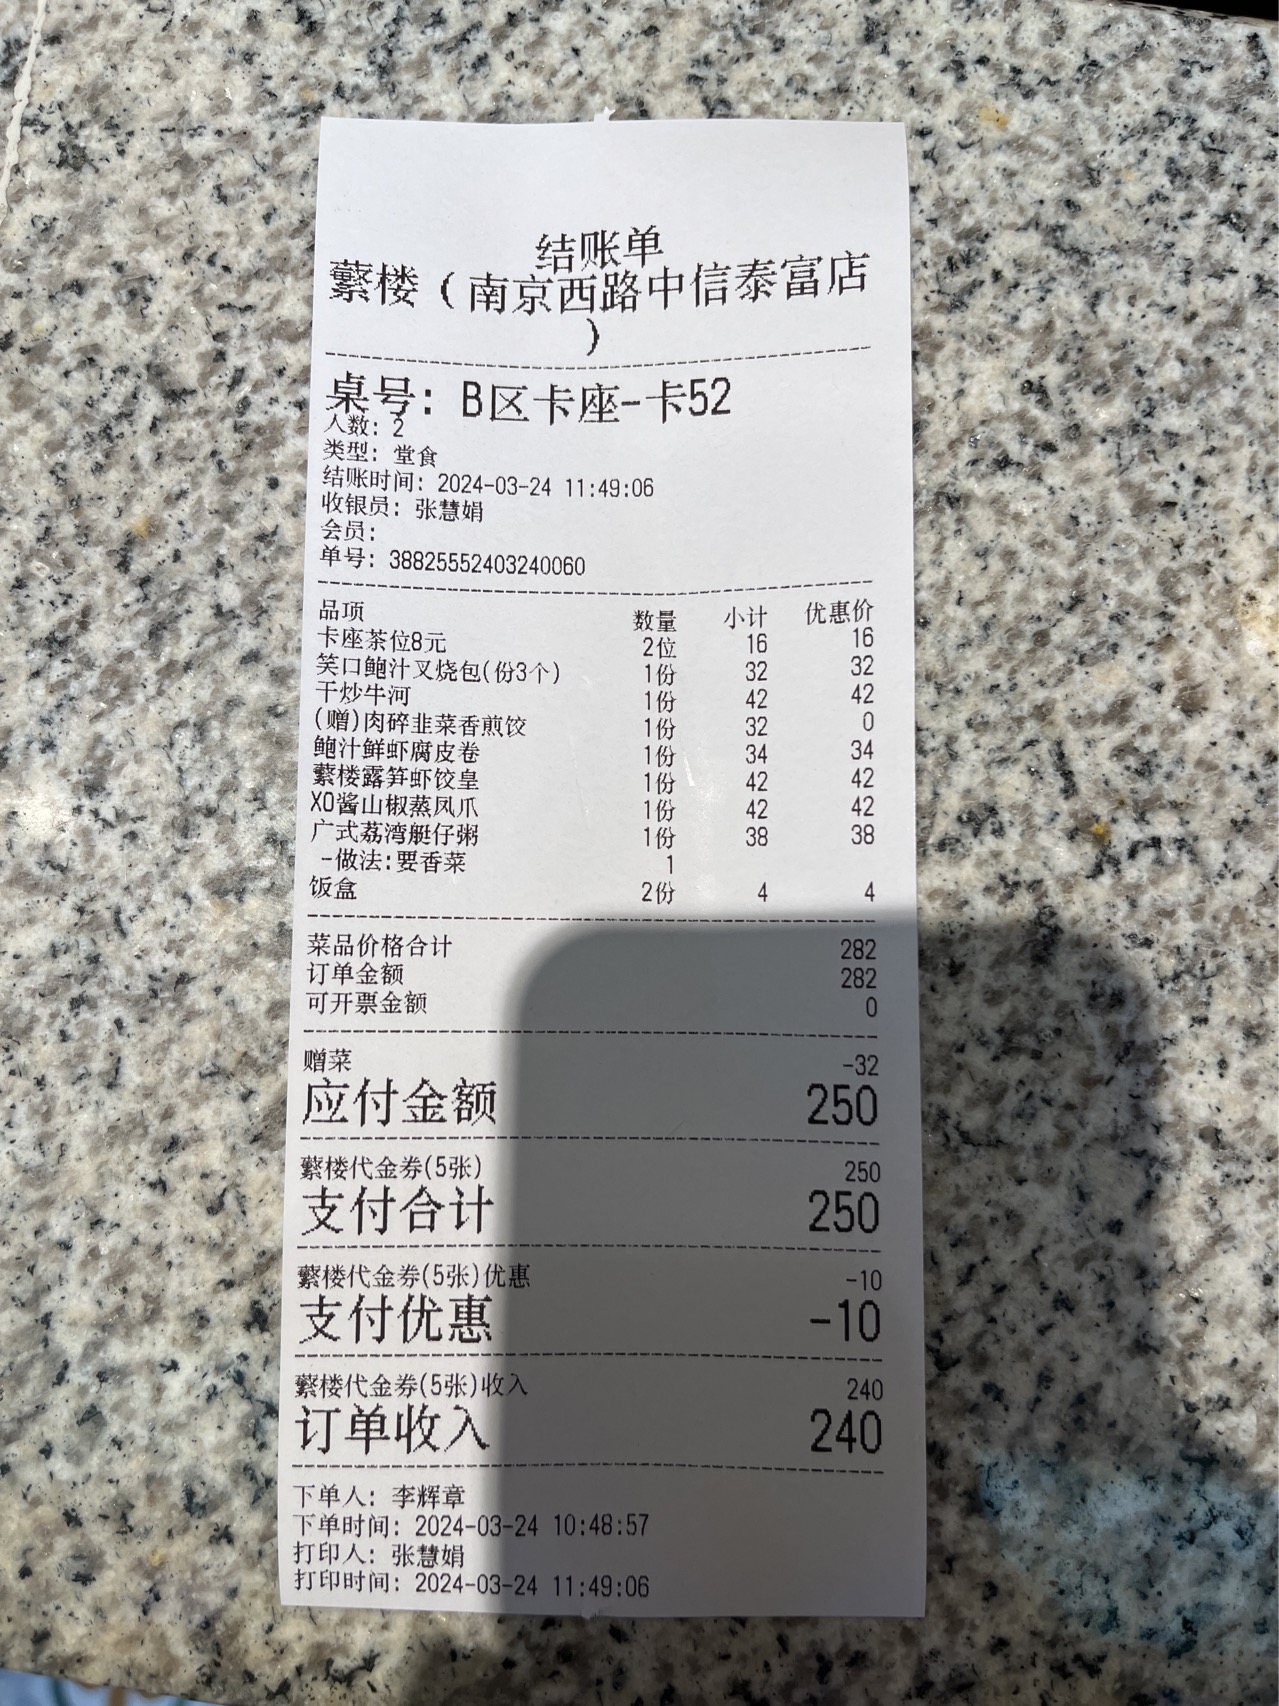 结账单
蘩楼（南京西路中信泰富店
）
桌号: B区卡座-卡52
人数: 2
类型: 堂食
结账时间: 2024-03-24 11:49:06
收银员: 张慧娟
会员:
单号: 38825552403240060
品项 数量 小计 优惠价
卡座茶位8元 2位 16 16
笑口鲍汁叉烧包(份3个) 1份 32 32
干炒牛河 1份 42 42
(赠)肉碎韭菜香煎饺 1份 32 0
鲍汁鲜虾腐皮卷 1份 34 34
蘩楼露笋虾饺皇 1份 42 42
XO酱山椒蒸凤爪 1份 42 42
广式荔湾艇仔粥 1份 38 38
-做法:要香菜 1
饭盒 2份 4 4
菜品价格合计 282
订单金额 282
可开票金额 0
赠菜 -32
应付金额 250
蘩楼代金券(5张) 250
支付合计 250
蘩楼代金券(5张)优惠 -10
支付优惠 -10
蘩楼代金券(5张)收入 240
订单收入 240
下单人: 李辉章
下单时间: 2024-03-24 10:48:57
打印人: 张慧娟
打印时间: 2024-03-24 11:49:06